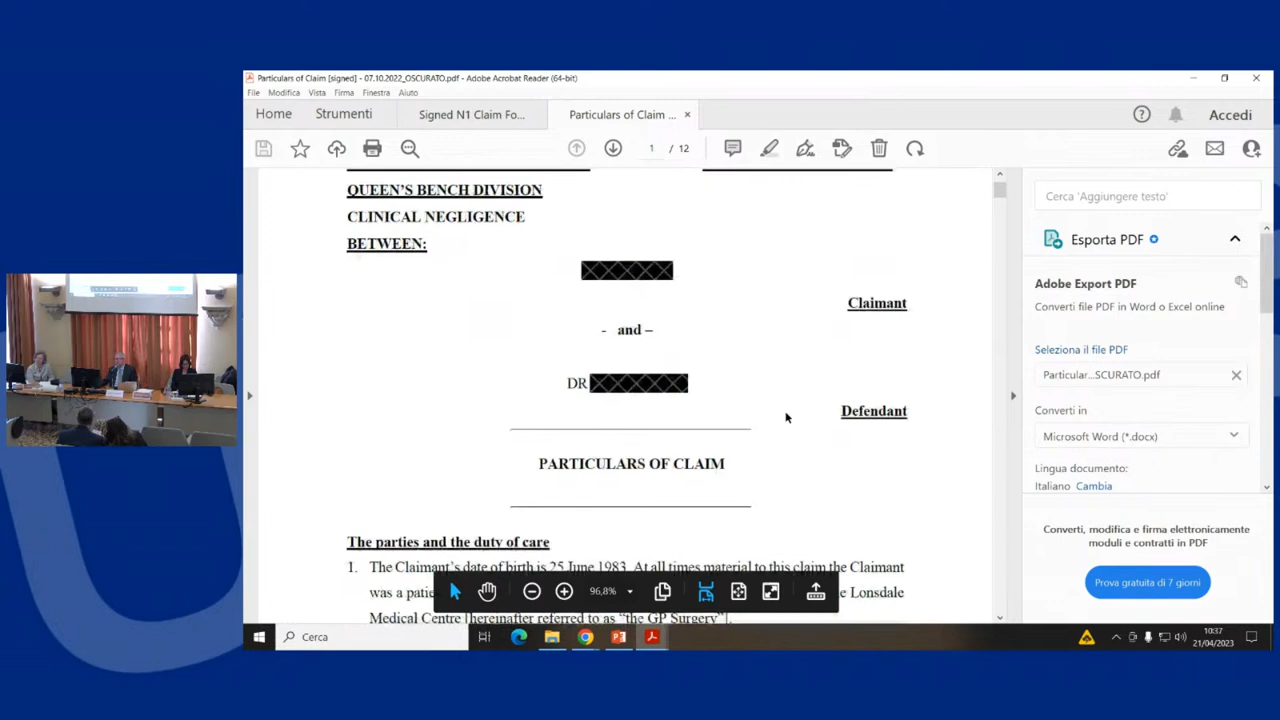 Particulars of Claim [signed] - 07.10.2022_OSCURATO.pdf - Adobe Acrobat Reader (64-bit)
File Modifica Vista Firma Finestra Aiuto
Home Strumenti Signed N1 Claim Fo... Particulars of Claim ... × Accedi
1 / 12
QUEEN'S BENCH DIVISION
CLINICAL NEGLIGENCE
BETWEEN:
Claimant
- and –
DR
Defendant
PARTICULARS OF CLAIM
The parties and the duty of care
1. The Claimant's date of birth is 25 June 1983. At all times material to this claim the Claimant
was a patie
e Lonsdale
Medical Centre [hereinafter referred to as "the GP Surgery"].
96,8%
Cerca 'Aggiungere testo'
Esporta PDF
Adobe Export PDF
Converti file PDF in Word o Excel online
Seleziona il file PDF
Particular...SCURATO.pdf
Converti in
Microsoft Word (*.docx)
Lingua documento:
Italiano Cambia
Converti, modifica e firma elettronicamente
moduli e contratti in PDF
Prova gratuita di 7 giorni
Cerca
10:37
21/04/2023